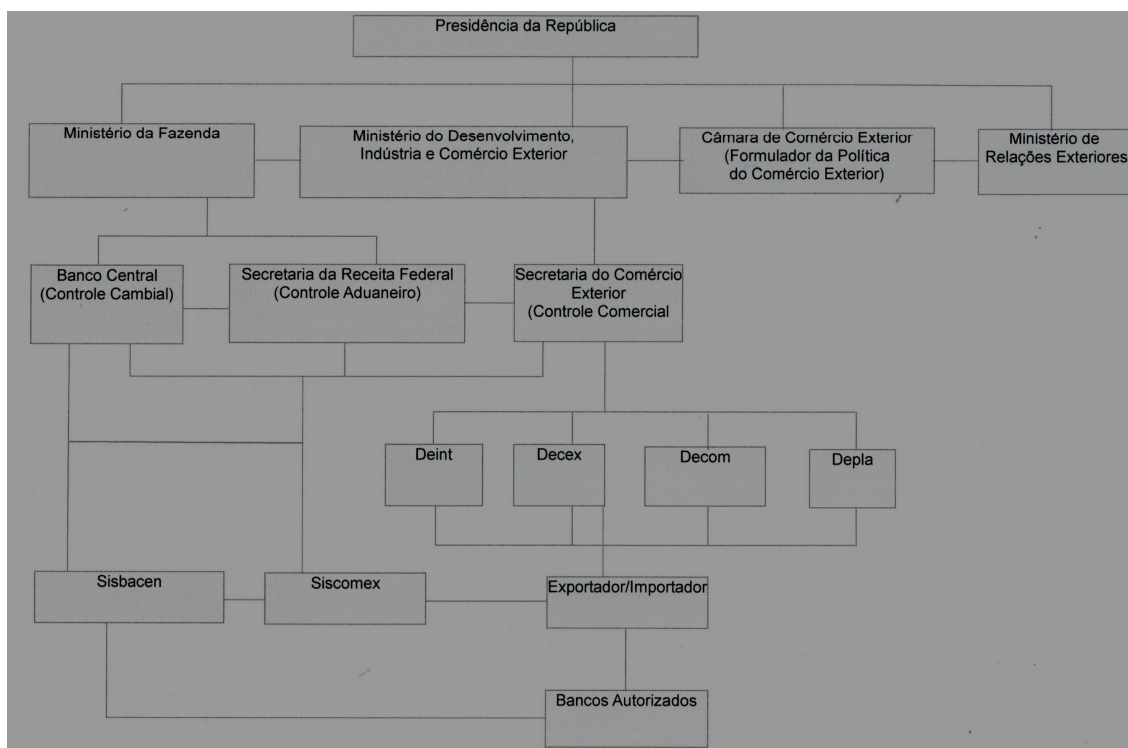 Presidência da República
Ministério da Fazenda
Ministério do Desenvolvimento,
Indústria e Comércio Exterior
Câmara de Comércio Exterior
(Formulador da Política
do Comércio Exterior)
Ministério de
Relações Exteriores
Banco Central
(Controle Cambial)
Secretaria da Receita Federal
(Controle Aduaneiro)
Secretaria do Comércio
Exterior
(Controle Comercial
Deint
Decex
Decom
Depla
Sisbacen
Siscomex
Exportador/Importador
Bancos Autorizados